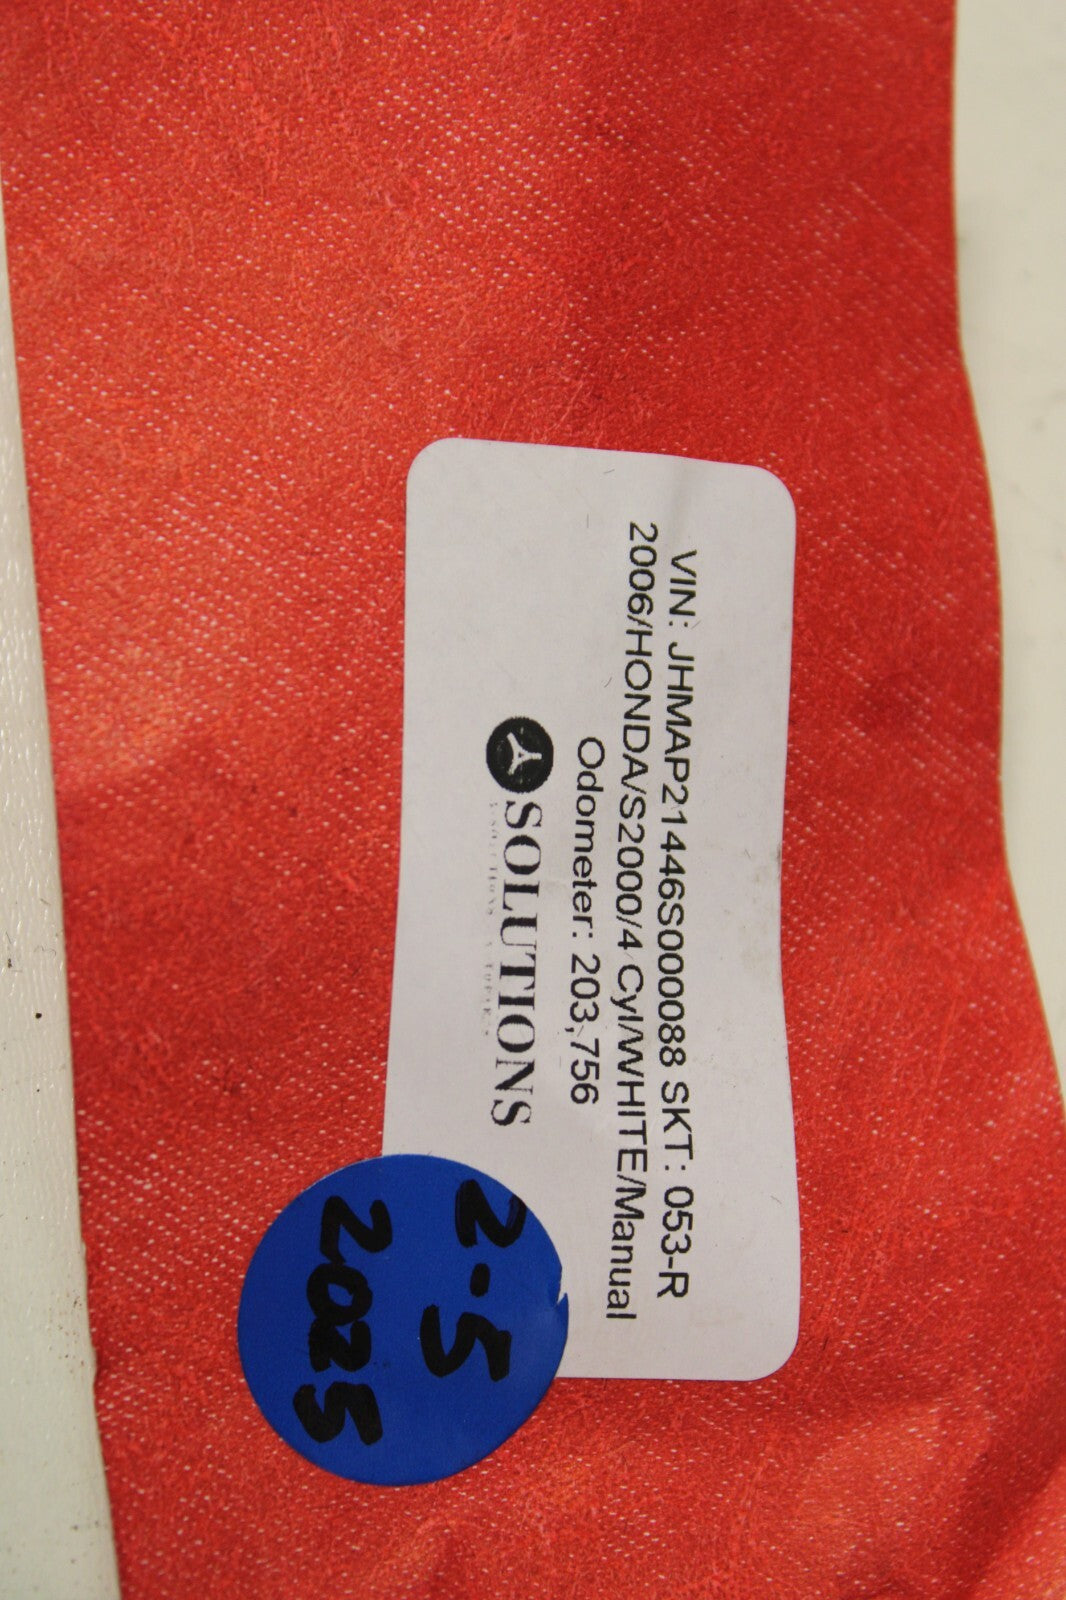 VIN: JHMAP21446S000088 SKT: 053-R
2006/HONDA/S2000/4 Cyl/WHITE/Manual
Odometer: 203,756
SOLUTIONS
2-5
2025